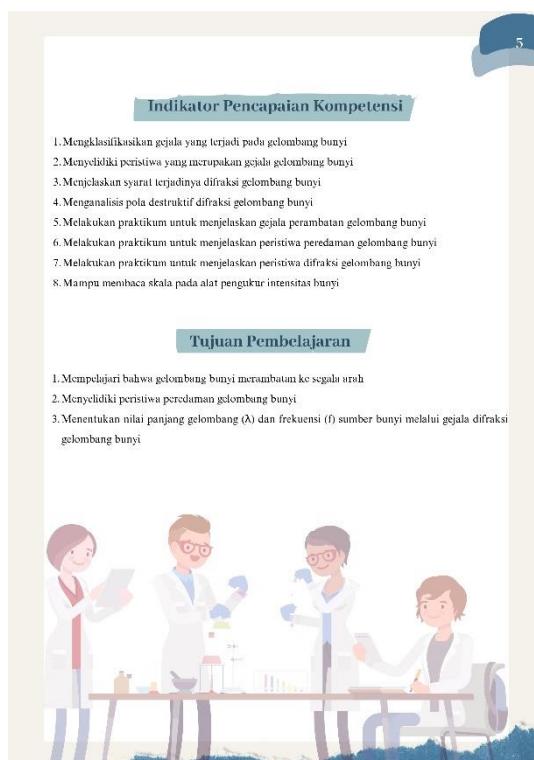 5
Indikator Pencapaian Kompetensi
1. Mengklasifikasikan gejala yang terjadi pada gelombang bunyi
2. Menyelidiki peristiwa yang merupakan gejala gelombang bunyi
3. Menjelaskan syarat terjadinya difraksi gelombang bunyi
4. Menganalisis pola destruktif difraksi gelombang bunyi
5. Melakukan praktikum untuk menjelaskan gejala perambatan gelombang bunyi
6. Melakukan praktikum untuk menjelaskan peristiwa peredaman gelombang bunyi
7. Melakukan praktikum untuk menjelaskan peristiwa difraksi gelombang bunyi
8. Mampu membaca skala pada alat pengukur intensitas bunyi
Tujuan Pembelajaran
1. Mempelajari bahwa gelombang bunyi merambatan ke segala arah
2. Menyelidiki peristiwa peredaman gelombang bunyi
3. Menentukan nilai panjang gelombang (λ) dan frekuensi (f) sumber bunyi melalui gejala difraksi
gelombang bunyi